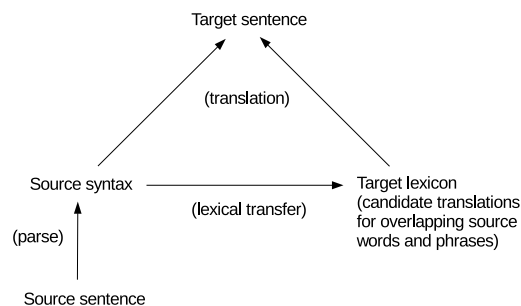 Target sentence
(translation)
Source syntax
(lexical transfer)
Target lexicon
(candidate translations
for overlapping source
words and phrases)
(parse)
Source sentence